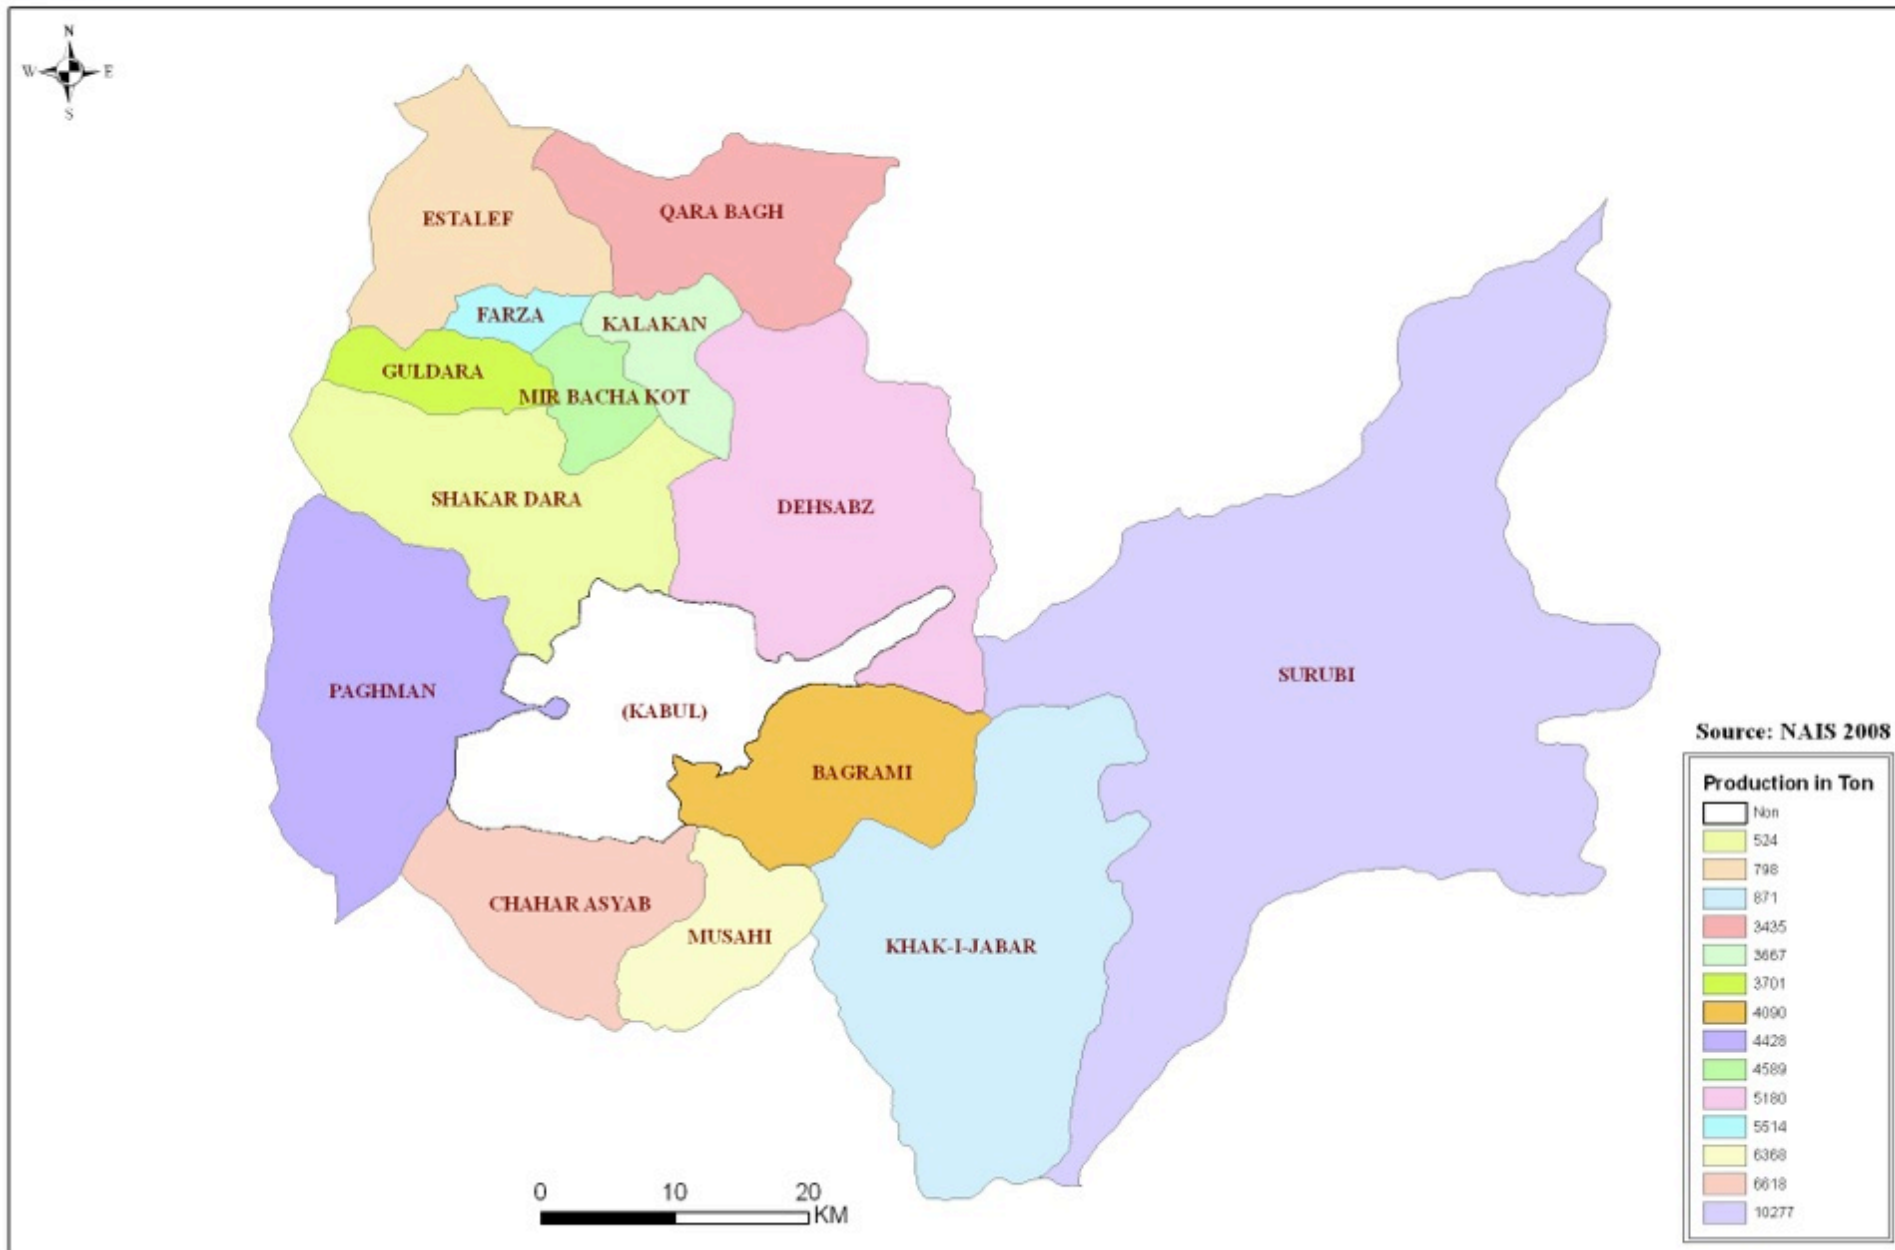 N
W E
S
ESTALEF
QARA BAGH
FARZA
KALAKAN
GULDARA
MIR BACHA KOT
SHAKAR DARA
DEHSABZ
SURUBI
PAGHMAN
(KABUL)
BAGRAMI
CHAHAR ASYAB
MUSAHI
KHAK-I-JABAR
0 10 20
KM
Source: NAIS 2008
Production in Ton
Non
524
798
871
3435
3667
3701
4090
4428
4589
5180
5514
6368
6618
10277